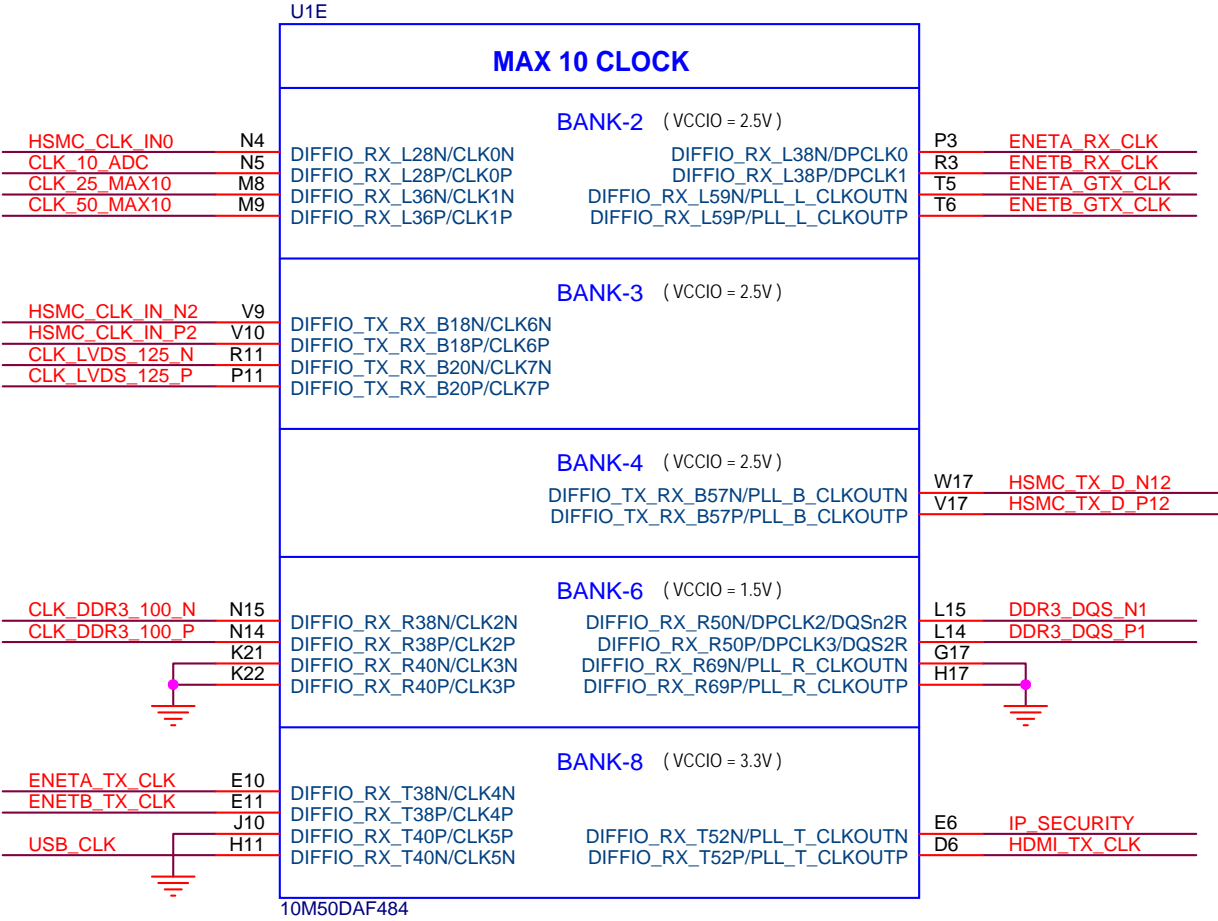 U1E
MAX 10 CLOCK
BANK-2 ( VCCIO = 2.5V )
HSMC_CLK_IN0 N4 DIFFIO_RX_L28N/CLK0N DIFFIO_RX_L38N/DPCLK0 P3 ENETA_RX_CLK
CLK_10_ADC N5 DIFFIO_RX_L28P/CLK0P DIFFIO_RX_L38P/DPCLK1 R3 ENETB_RX_CLK
CLK_25_MAX10 M8 DIFFIO_RX_L36N/CLK1N DIFFIO_RX_L59N/PLL_L_CLKOUTN T5 ENETA_GTX_CLK
CLK_50_MAX10 M9 DIFFIO_RX_L36P/CLK1P DIFFIO_RX_L59P/PLL_L_CLKOUTP T6 ENETB_GTX_CLK
BANK-3 ( VCCIO = 2.5V )
HSMC_CLK_IN_N2 V9 DIFFIO_TX_RX_B18N/CLK6N
HSMC_CLK_IN_P2 V10 DIFFIO_TX_RX_B18P/CLK6P
CLK_LVDS_125_N R11 DIFFIO_TX_RX_B20N/CLK7N
CLK_LVDS_125_P P11 DIFFIO_TX_RX_B20P/CLK7P
BANK-4 ( VCCIO = 2.5V )
DIFFIO_TX_RX_B57N/PLL_B_CLKOUTN W17 HSMC_TX_D_N12
DIFFIO_TX_RX_B57P/PLL_B_CLKOUTP V17 HSMC_TX_D_P12
BANK-6 ( VCCIO = 1.5V )
CLK_DDR3_100_N N15 DIFFIO_RX_R38N/CLK2N DIFFIO_RX_R50N/DPCLK2/DQSn2R L15 DDR3_DQS_N1
CLK_DDR3_100_P N14 DIFFIO_RX_R38P/CLK2P DIFFIO_RX_R50P/DPCLK3/DQS2R L14 DDR3_DQS_P1
K21 DIFFIO_RX_R40N/CLK3N DIFFIO_RX_R69N/PLL_R_CLKOUTN G17
K22 DIFFIO_RX_R40P/CLK3P DIFFIO_RX_R69P/PLL_R_CLKOUTP H17
BANK-8 ( VCCIO = 3.3V )
ENETA_TX_CLK E10 DIFFIO_RX_T38N/CLK4N
ENETB_TX_CLK E11 DIFFIO_RX_T38P/CLK4P
J10 DIFFIO_RX_T40P/CLK5P DIFFIO_RX_T52N/PLL_T_CLKOUTN E6 IP_SECURITY
USB_CLK H11 DIFFIO_RX_T40N/CLK5N DIFFIO_RX_T52P/PLL_T_CLKOUTP D6 HDMI_TX_CLK
10M50DAF484